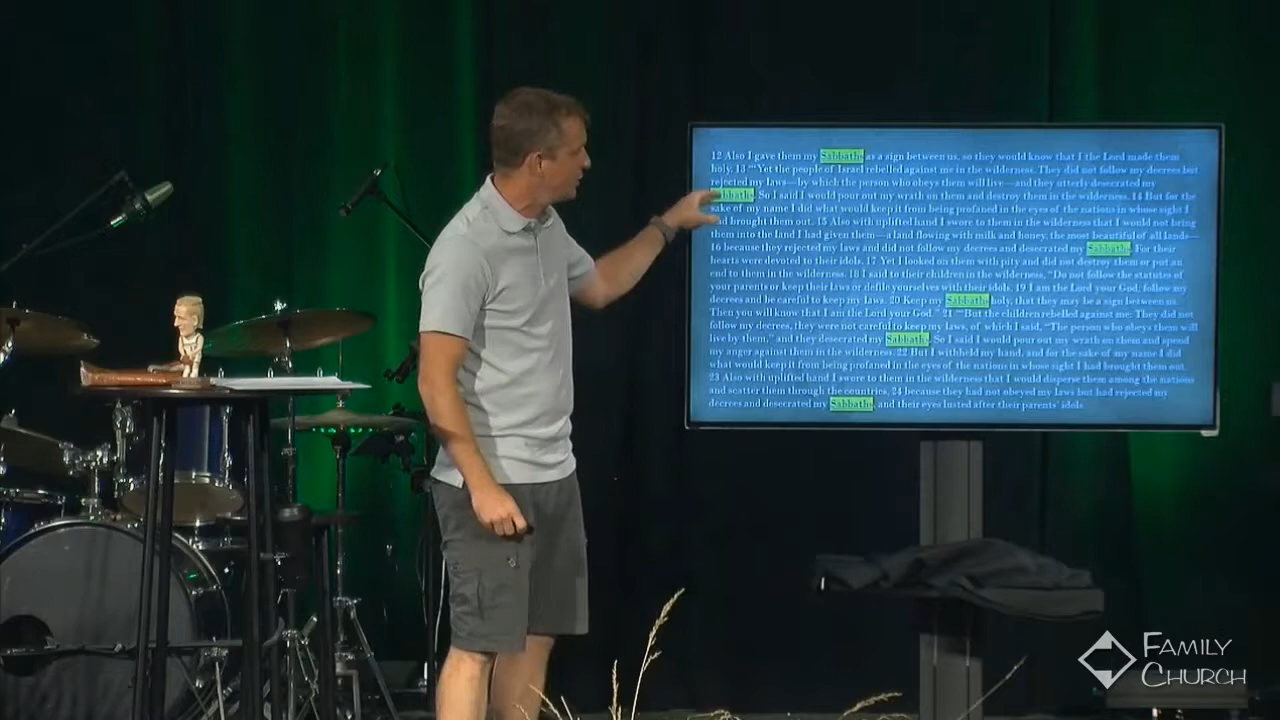 12 Also I gave them my Sabbaths as a sign between us, so they would know that I the Lord made them
holy. 13 “‘Yet the people of Israel rebelled against me in the wilderness. They did not follow my decrees but
rejected my laws—by which the person who obeys them will live—and they utterly desecrated my
Sabbaths. So I said I would pour out my wrath on them and destroy them in the wilderness. 14 But for the
sake of my name I did what would keep it from being profaned in the eyes of the nations in whose sight I
had brought them out. 15 Also with uplifted hand I swore to them in the wilderness that I would not bring
them into the land I had given them—a land flowing with milk and honey, the most beautiful of all lands—
16 because they rejected my laws and did not follow my decrees and desecrated my Sabbaths. For their
hearts were devoted to their idols. 17 Yet I looked on them with pity and did not destroy them or put an
end to them in the wilderness. 18 I said to their children in the wilderness, “Do not follow the statutes of
your parents or keep their laws or defile yourselves with their idols. 19 I am the Lord your God; follow my
decrees and be careful to keep my laws. 20 Keep my Sabbaths holy, that they may be a sign between us.
Then you will know that I am the Lord your God.” 21 “‘But the children rebelled against me: They did not
follow my decrees, they were not careful to keep my laws, of which I said, “The person who obeys them will
live by them,” and they desecrated my Sabbaths. So I said I would pour out my wrath on them and spend
my anger against them in the wilderness. 22 But I withheld my hand, and for the sake of my name I did
what would keep it from being profaned in the eyes of the nations in whose sight I had brought them out.
23 Also with uplifted hand I swore to them in the wilderness that I would disperse them among the nations
and scatter them through the countries, 24 because they had not obeyed my laws but had rejected my
decrees and desecrated my Sabbaths, and their eyes lusted after their parents’ idols.
FAMILY
CHURCH